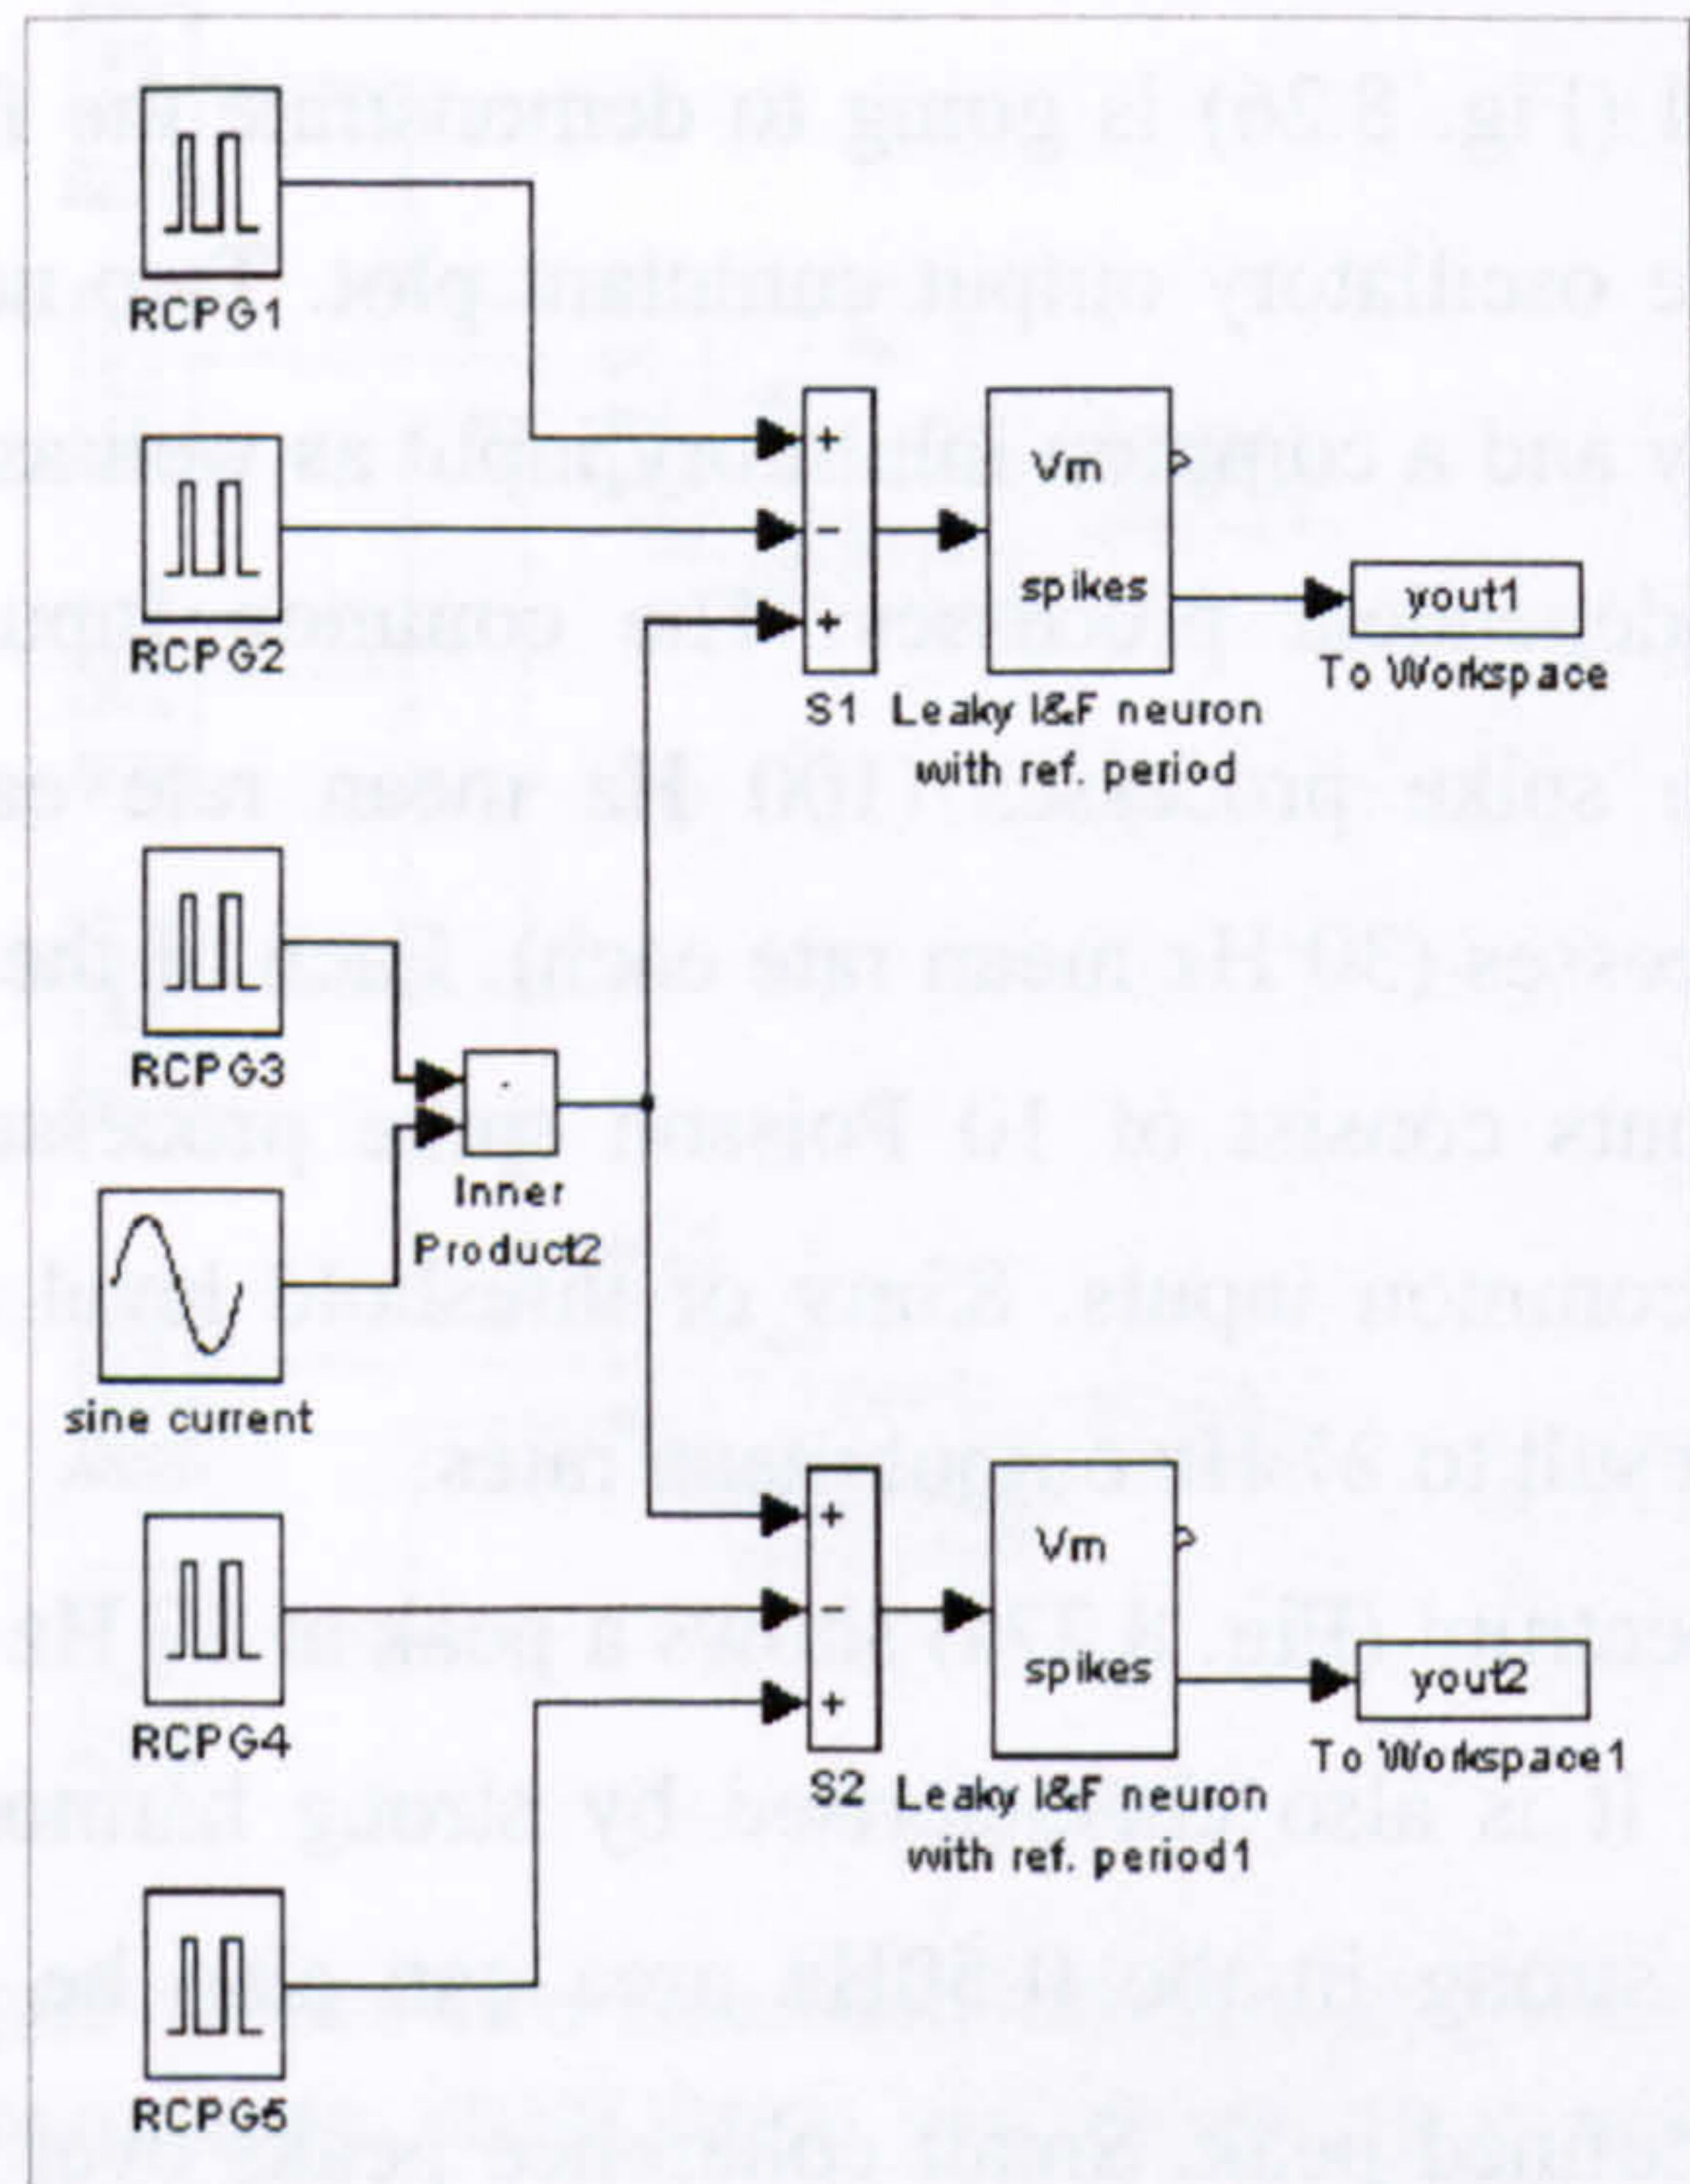 RCPG1
+
Vm
RCPG2
−
spikes
yout1
+
To Workspace
S1
Leaky I&F neuron
with ref. period
RCPG3
Inner
Product2
sine current
+
Vm
RCPG4
−
spikes
yout2
+
To Workspace1
S2
Leaky I&F neuron
with ref. period1
RCPG5